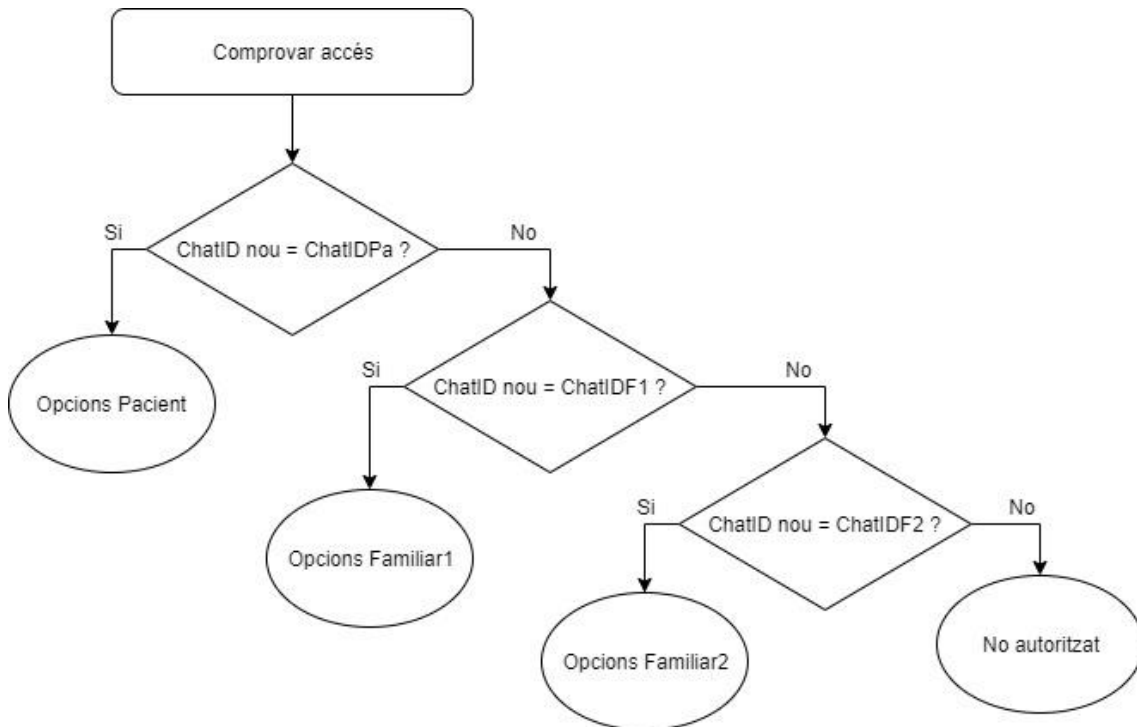 Comprovar accés
Si
ChatID nou = ChatIDPa ?
No
Opcions Pacient
Si
ChatID nou = ChatIDF1 ?
No
Opcions Familiar1
Si
ChatID nou = ChatIDF2 ?
No
Opcions Familiar2
No autoritzat